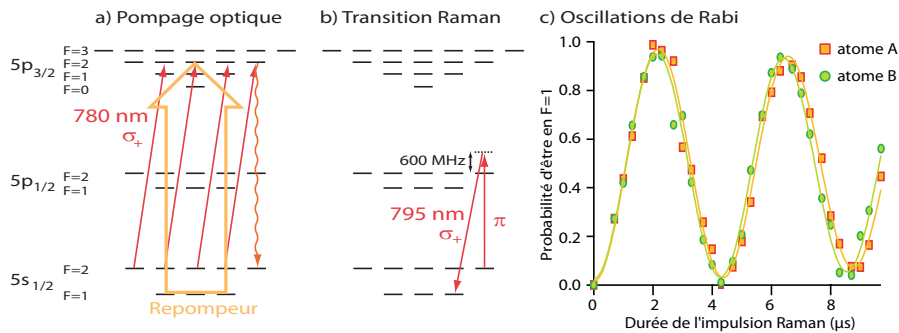 a) Pompage optique
F=3
F=2
5p3/2
F=1
F=0
780 nm
σ+
F=2
5p1/2
F=1
F=2
5s1/2
F=1
Repompeur
b) Transition Raman
600 MHz
795 nm
σ+
π
c) Oscillations de Rabi
atome A
atome B
Probabilité d'être en F=1
1.0
0.8
0.6
0.4
0.2
0.0
0 2 4 6 8
Durée de l'impulsion Raman (μs)